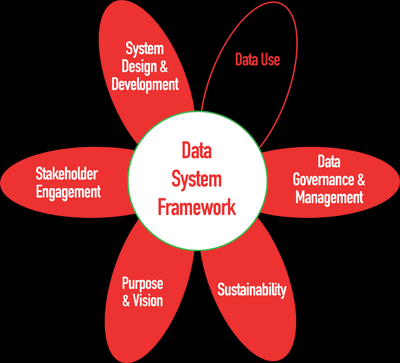 System
Design &
Development
Data Use
Data
Governance &
Management
Sustainability
Purpose
& Vision
Stakeholder
Engagement
Data
System
Framework